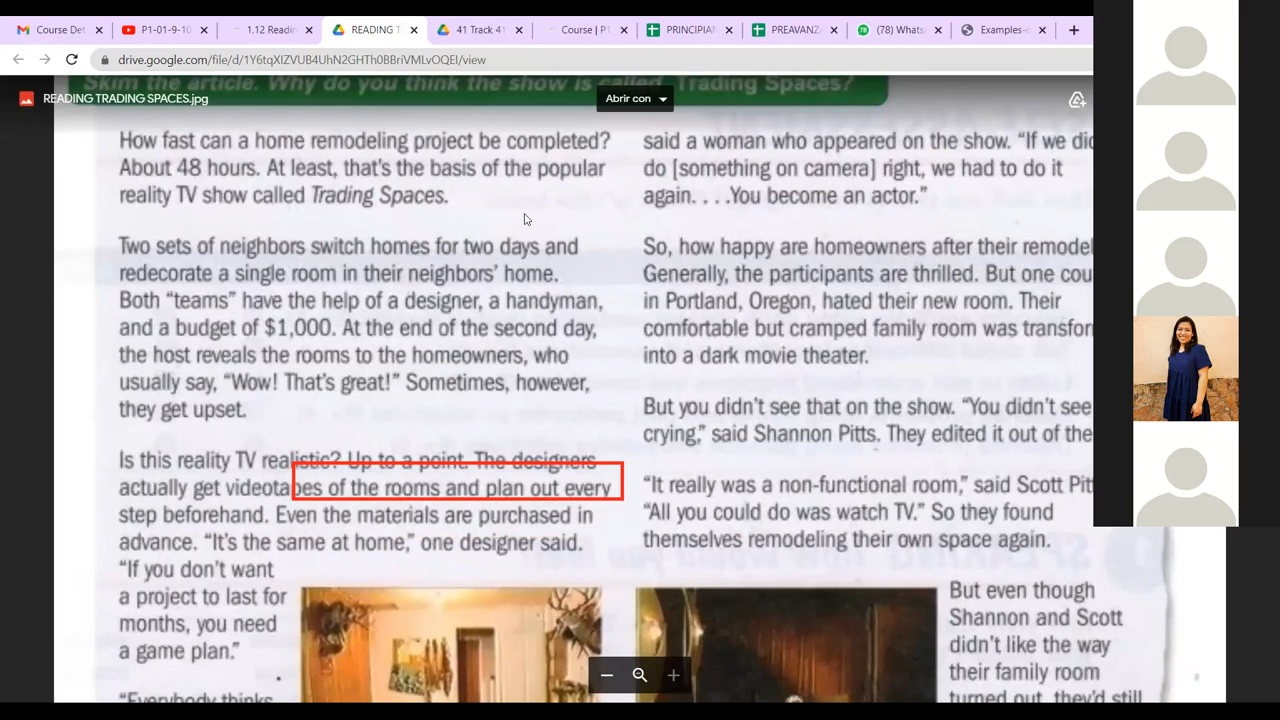 Course Det
P1-01-9-10
1.12 Readin
READING TR
41 Track 41
Course | P1
PRINCIPIAN
PREAVANZA
(78) Whats
Examples-o
drive.google.com/file/d/1Y6tqXIZVUB4UhN2GHTh0BBriVMLvOQEI/view
Skim the article. Why do you think the show is called Trading Spaces?
READING TRADING SPACES.jpg
Abrir con
How fast can a home remodeling project be completed?
About 48 hours. At least, that's the basis of the popular
reality TV show called Trading Spaces.
Two sets of neighbors switch homes for two days and
redecorate a single room in their neighbors' home.
Both “teams” have the help of a designer, a handyman,
and a budget of $1,000. At the end of the second day,
the host reveals the rooms to the homeowners, who
usually say, “Wow! That's great!” Sometimes, however,
they get upset.
Is this reality TV realistic? Up to a point. The designers
actually get videotapes of the rooms and plan out every
step beforehand. Even the materials are purchased in
advance. “It's the same at home,” one designer said.
“If you don't want
a project to last for
months, you need
a game plan.”
“Everybody thinks
said a woman who appeared on the show. “If we did
do [something on camera] right, we had to do it
again. . . .You become an actor.”
So, how happy are homeowners after their remodel
Generally, the participants are thrilled. But one cou
in Portland, Oregon, hated their new room. Their
comfortable but cramped family room was transfor
into a dark movie theater.
But you didn't see that on the show. “You didn't see
crying,” said Shannon Pitts. They edited it out of the
“It really was a non-functional room,” said Scott Pitt
“All you could do was watch TV.” So they found
themselves remodeling their own space again.
But even though
Shannon and Scott
didn't like the way
their family room
turned out, they'd still